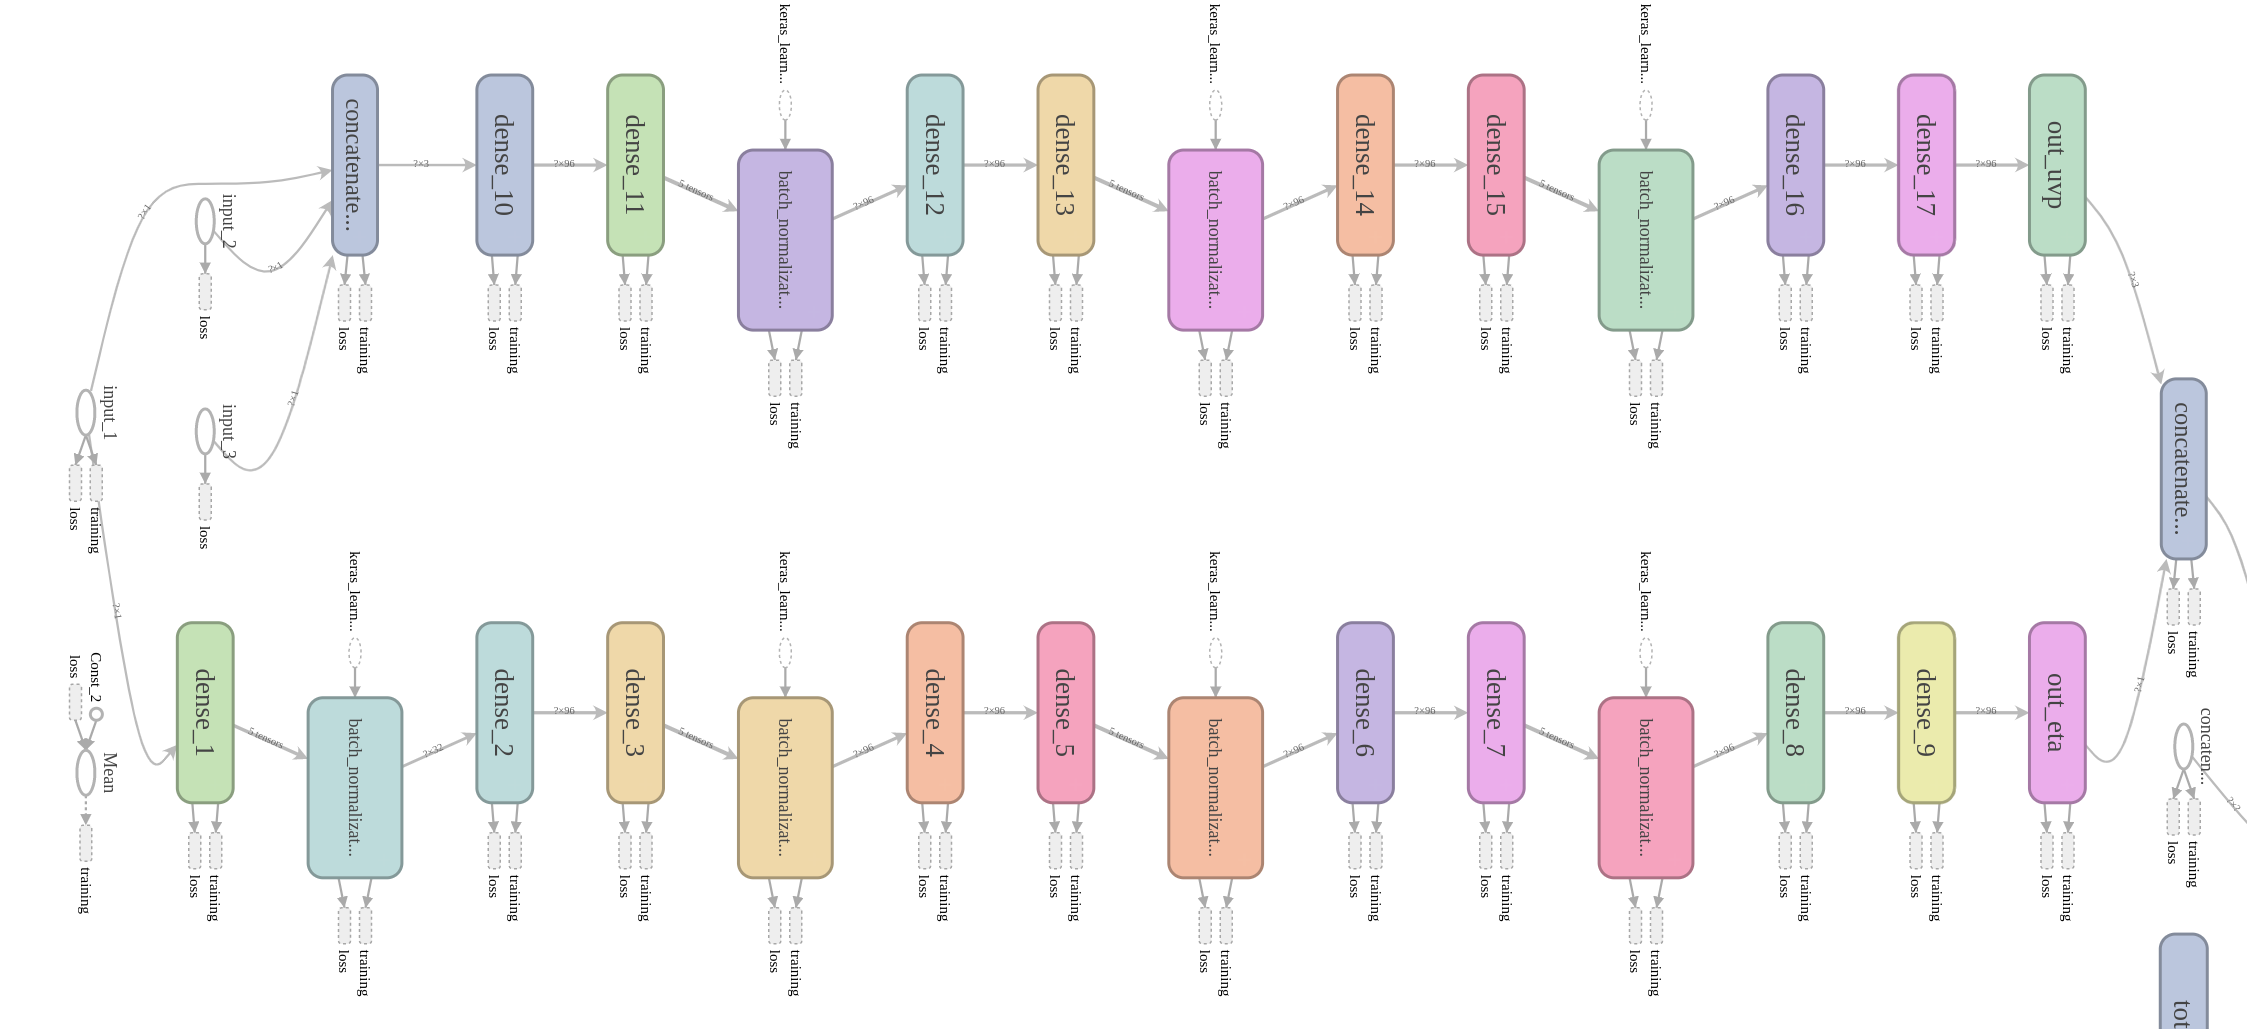 keras_learn...
keras_learn...
keras_learn...
concatenate...
?×3
dense_10
?×96
dense_11
5 tensors
batch_normalizat...
?×96
dense_12
?×96
dense_13
5 tensors
batch_normalizat...
?×96
dense_14
?×96
dense_15
5 tensors
batch_normalizat...
?×96
dense_16
?×96
dense_17
?×96
out_uvp
?×3
?×1
input_2
?×1
loss
loss
training
loss
training
loss
training
loss
training
loss
training
loss
training
loss
training
loss
training
loss
training
loss
training
loss
training
loss
training
loss
training
input_1
input_3
?×1
loss
training
loss
concatenate...
loss
training
keras_learn...
keras_learn...
keras_learn...
keras_learn...
?×1
dense_1
5 tensors
batch_normalizat...
?×32
dense_2
?×96
dense_3
5 tensors
batch_normalizat...
?×96
dense_4
?×96
dense_5
5 tensors
batch_normalizat...
?×96
dense_6
?×96
dense_7
5 tensors
batch_normalizat...
?×96
dense_8
?×96
dense_9
?×96
out_eta
?×1
loss
Const_2
Mean
training
concaten...
?×2
loss
training
loss
training
loss
training
loss
training
loss
training
loss
training
loss
training
loss
training
loss
training
loss
training
loss
training
loss
training
loss
training
loss
training
loss
training
tot